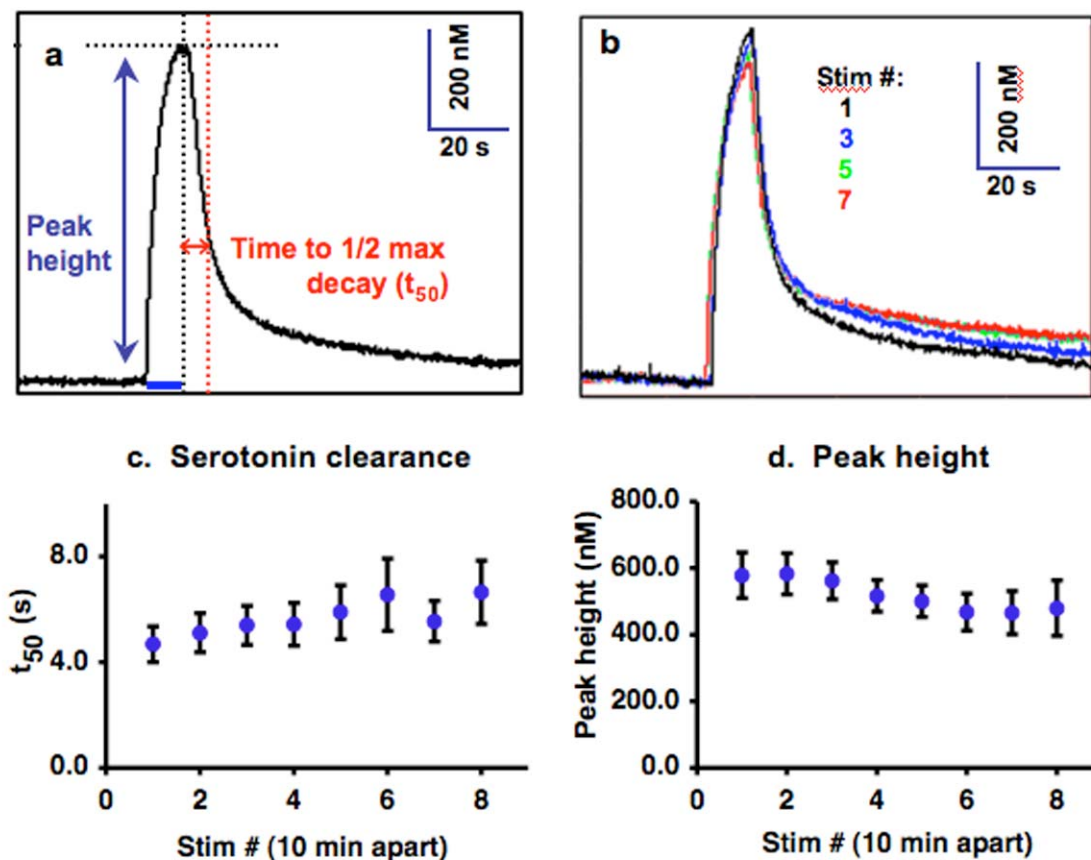 a
200 nM
20 s
Peak
height
Time to 1/2 max
decay (t50)
b
Stim #:
1
3
5
7
200 nM
20 s
c. Serotonin clearance
t50 (s)
8.0
4.0
0.0
0 2 4 6 8
Stim # (10 min apart)
d. Peak height
Peak height (nM)
800.0
600.0
400.0
200.0
0.0
0 2 4 6 8
Stim # (10 min apart)